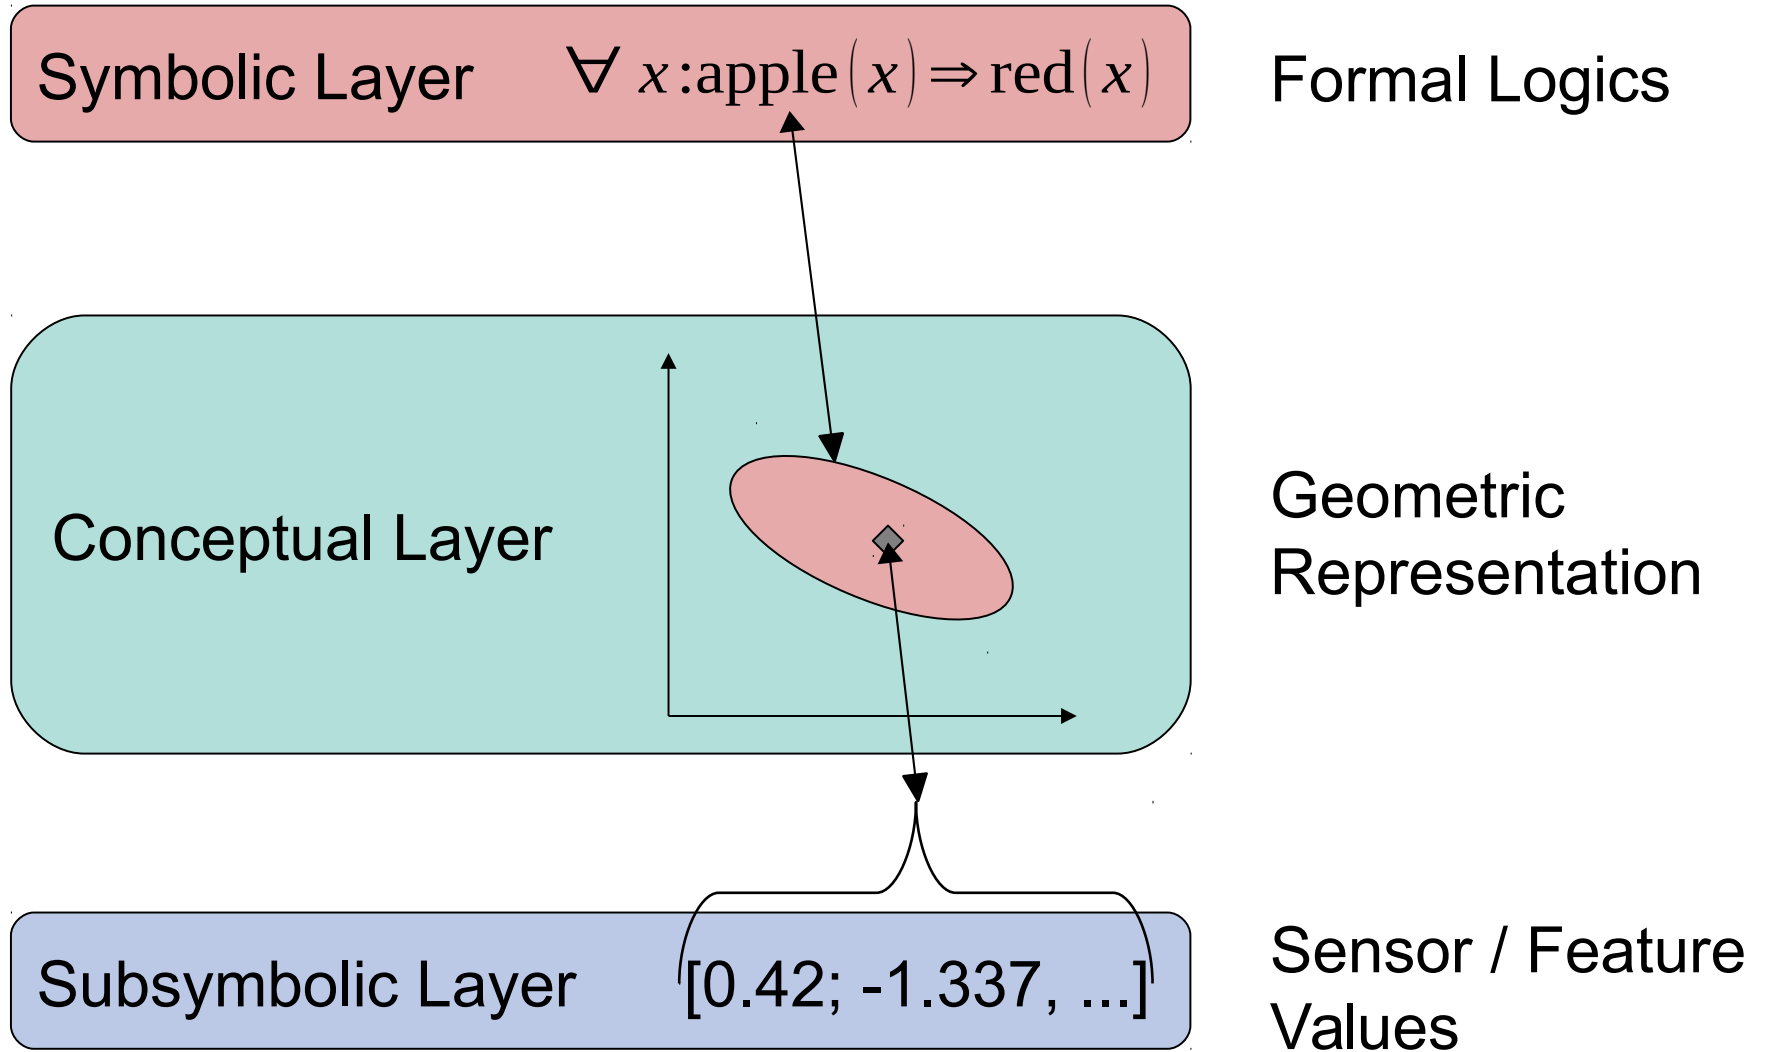 Symbolic Layer ∀ x:apple(x)⇒red(x) Formal Logics
Geometric
Conceptual Layer
Representation
Sensor / Feature
Subsymbolic Layer [0.42; -1.337, ...]
Values